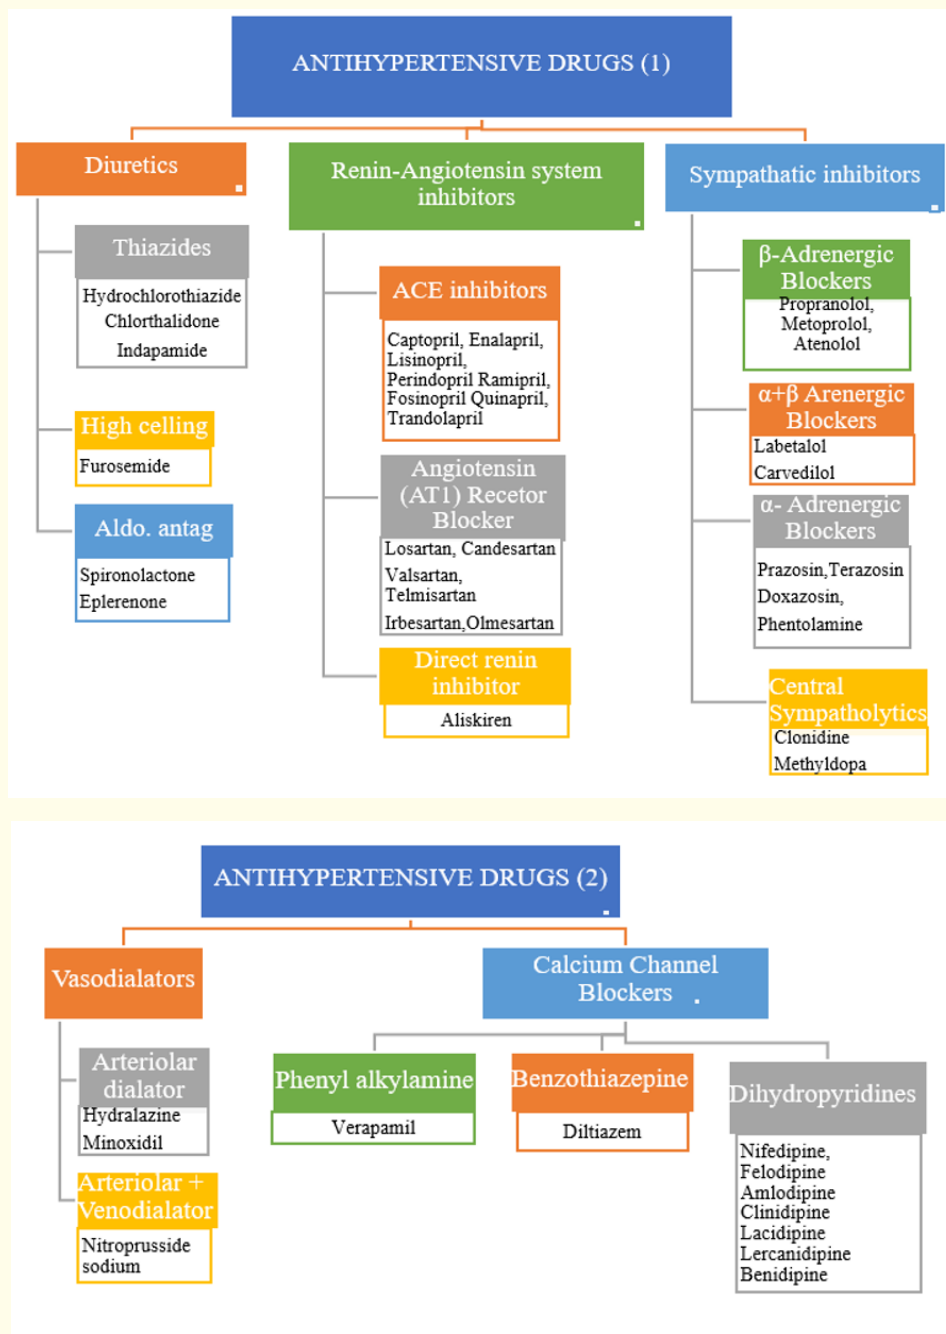 ANTIHYPERTENSIVE DRUGS (1)
Diuretics
Thiazides
Hydrochlorothiazide
Chlorthalidone
Indapamide
High celling
Furosemide
Aldo. antag
Spironolactone
Eplerenone
Renin-Angiotensin system
inhibitors
ACE inhibitors
Captopril, Enalapril,
Lisinopril,
Perindopril Ramipril,
Fosinopril Quinapril,
Trandolapril
Angiotensin
(AT1) Recetor
Blocker
Losartan, Candesartan
Valsartan,
Telmisartan
Irbesartan,Olmesartan
Direct renin
inhibitor
Aliskiren
Sympathatic inhibitors
β-Adrenergic
Blockers
Propranolol,
Metoprolol,
Atenolol
α+β Arenergic
Blockers
Labetalol
Carvedilol
α- Adrenergic
Blockers
Prazosin,Terazosin
Doxazosin,
Phentolamine
Central
Sympatholytics
Clonidine
Methyldopa
ANTIHYPERTENSIVE DRUGS (2)
Vasodialators
Arteriolar
dialator
Hydralazine
Minoxidil
Arteriolar +
Venodialator
Nitroprusside
sodium
Calcium Channel
Blockers
Phenyl alkylamine
Verapamil
Benzothiazepine
Diltiazem
Dihydropyridines
Nifedipine,
Felodipine
Amlodipine
Clinidipine
Lacidipine
Lercanidipine
Benidipine